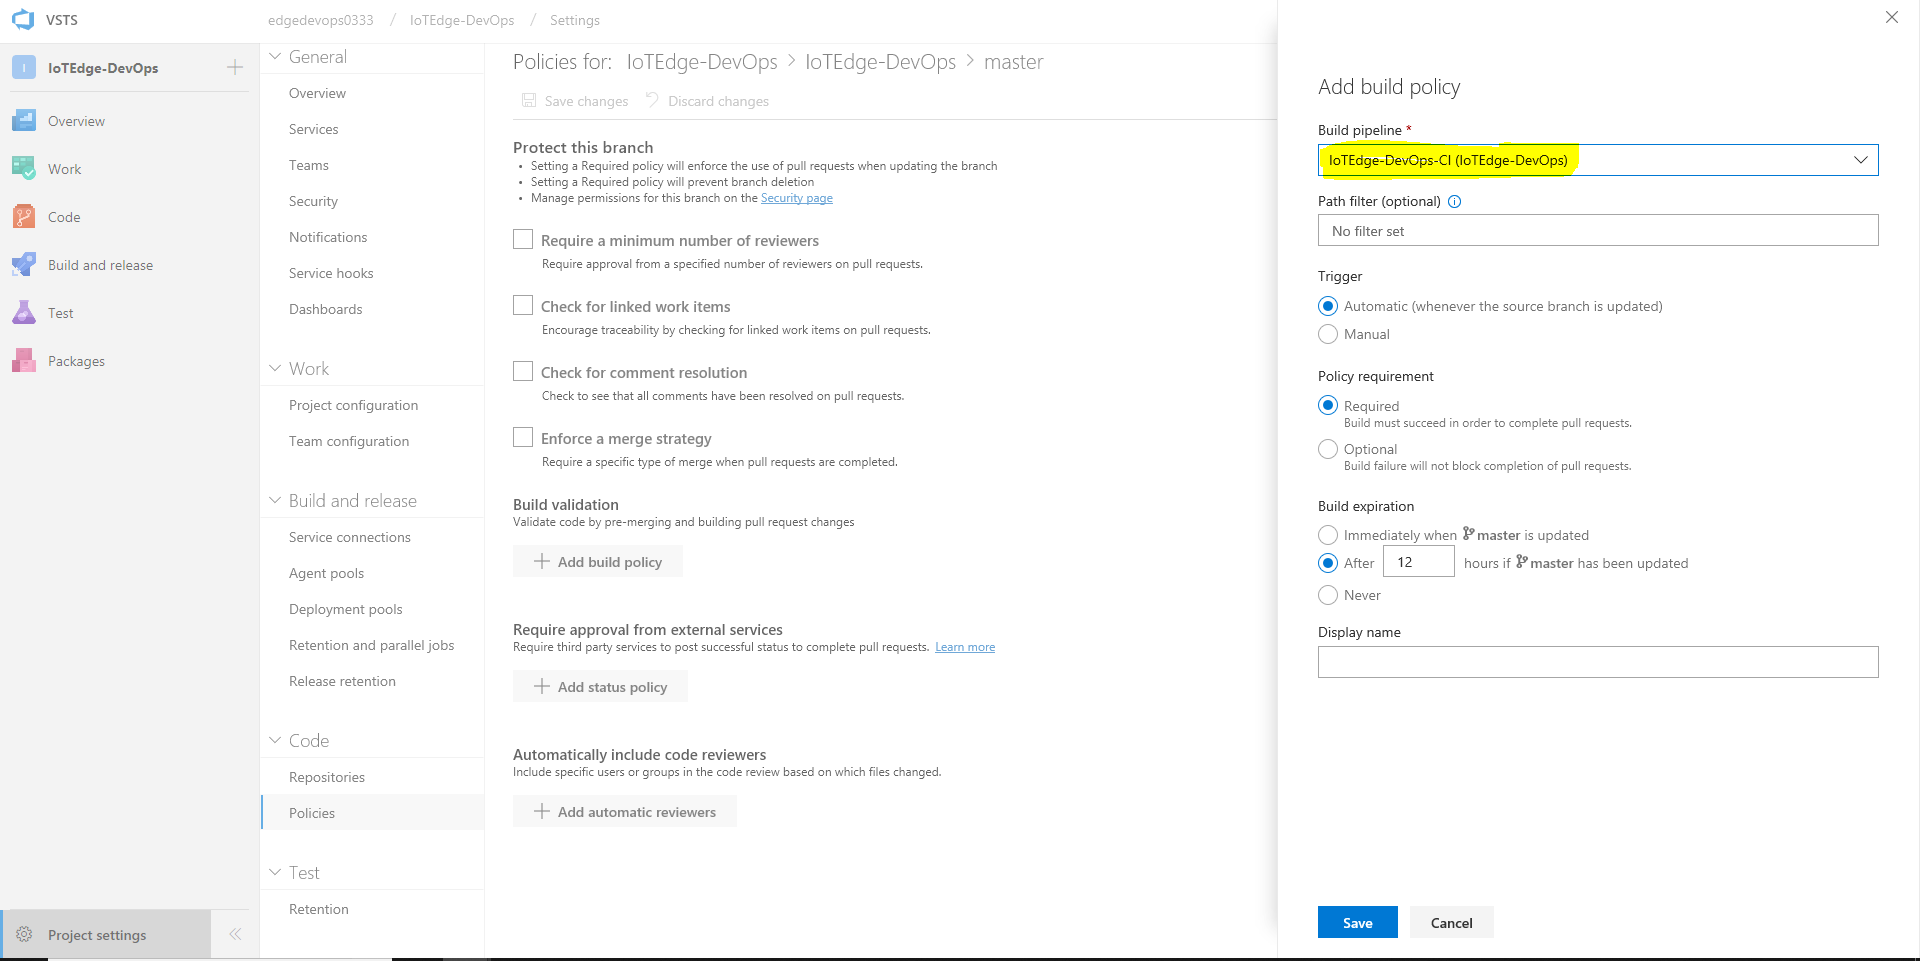 VSTS
edgedevops0333 / IoTEdge-DevOps / Settings
I IoTEdge-DevOps
Overview
Work
Code
Build and release
Test
Packages
Project settings
General
Overview
Services
Teams
Security
Notifications
Service hooks
Dashboards
Work
Project configuration
Team configuration
Build and release
Service connections
Agent pools
Deployment pools
Retention and parallel jobs
Release retention
Code
Repositories
Policies
Test
Retention
Policies for: IoTEdge-DevOps > IoTEdge-DevOps > master
Save changes Discard changes
Protect this branch
• Setting a Required policy will enforce the use of pull requests when updating the branch
• Setting a Required policy will prevent branch deletion
• Manage permissions for this branch on the Security page
Require a minimum number of reviewers
Require approval from a specified number of reviewers on pull requests.
Check for linked work items
Encourage traceability by checking for linked work items on pull requests.
Check for comment resolution
Check to see that all comments have been resolved on pull requests.
Enforce a merge strategy
Require a specific type of merge when pull requests are completed.
Build validation
Validate code by pre-merging and building pull request changes
Add build policy
Require approval from external services
Require third party services to post successful status to complete pull requests. Learn more
Add status policy
Automatically include code reviewers
Include specific users or groups in the code review based on which files changed.
Add automatic reviewers
Add build policy
Build pipeline *
IoTEdge-DevOps-CI (IoTEdge-DevOps)
Path filter (optional)
No filter set
Trigger
Automatic (whenever the source branch is updated)
Manual
Policy requirement
Required
Build must succeed in order to complete pull requests.
Optional
Build failure will not block completion of pull requests.
Build expiration
Immediately when master is updated
After 12 hours if master has been updated
Never
Display name
Save Cancel